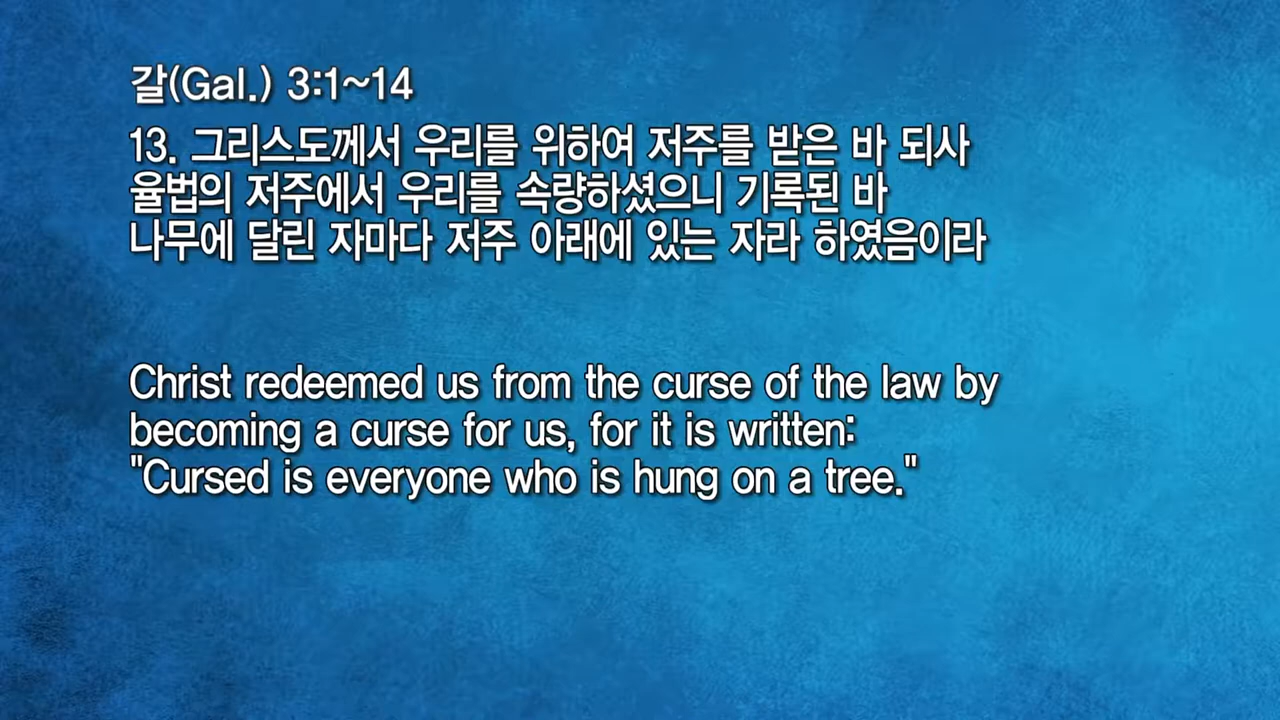 갈(Gal.) 3:1~14
13. 그리스도께서 우리를 위하여 저주를 받은 바 되사
율법의 저주에서 우리를 속량하셨으니 기록된 바
나무에 달린 자마다 저주 아래에 있는 자라 하였음이라
Christ redeemed us from the curse of the law by
becoming a curse for us, for it is written:
"Cursed is everyone who is hung on a tree."